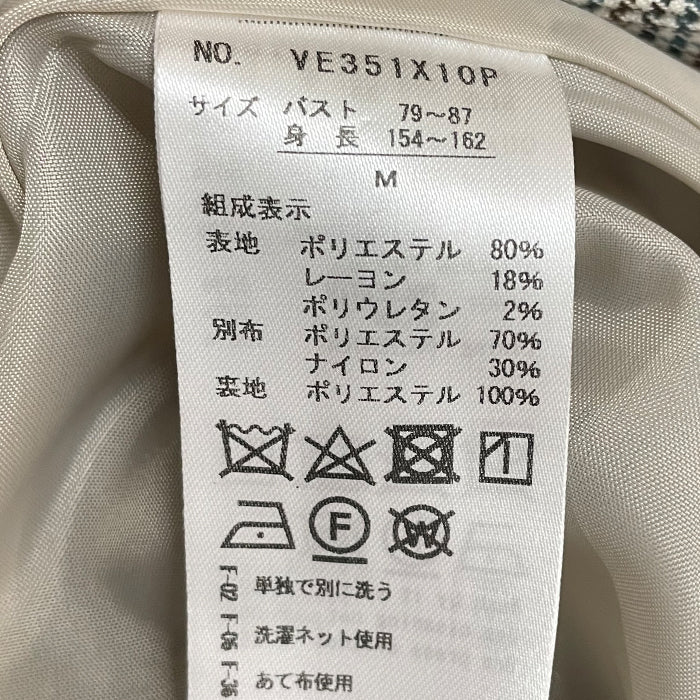 NO. VE351X10P
サイズ バスト 79〜87
身長 154〜162
M
組成表示
表地 ポリエステル 80%
レーヨン 18%
ポリウレタン 2%
別布 ポリエステル 70%
ナイロン 30%
裏地 ポリエステル 100%
F W
F-02 単独で別に洗う
F-05 洗濯ネット使用
F-36 あて布使用